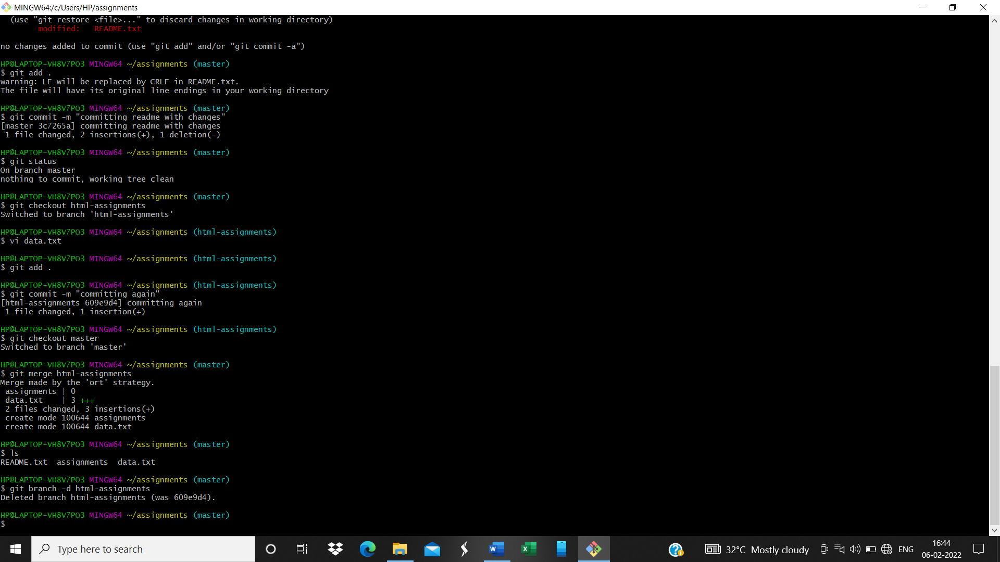 MINGW64:/c/Users/HP/assignments
(use "git restore <file>..." to discard changes in working directory)
modified:   README.txt
no changes added to commit (use "git add" and/or "git commit -a")
HP@LAPTOP-VH8V7PO3 MINGW64 ~/assignments (master)
$ git add .
warning: LF will be replaced by CRLF in README.txt.
The file will have its original line endings in your working directory
HP@LAPTOP-VH8V7PO3 MINGW64 ~/assignments (master)
$ git commit -m "committing readme with changes"
[master 3c7265a] committing readme with changes
1 file changed, 2 insertions(+), 1 deletion(-)
HP@LAPTOP-VH8V7PO3 MINGW64 ~/assignments (master)
$ git status
On branch master
nothing to commit, working tree clean
HP@LAPTOP-VH8V7PO3 MINGW64 ~/assignments (master)
$ git checkout html-assignments
Switched to branch 'html-assignments'
HP@LAPTOP-VH8V7PO3 MINGW64 ~/assignments (html-assignments)
$ vi data.txt
HP@LAPTOP-VH8V7PO3 MINGW64 ~/assignments (html-assignments)
$ git add .
HP@LAPTOP-VH8V7PO3 MINGW64 ~/assignments (html-assignments)
$ git commit -m "committing again"
[html-assignments 609e9d4] committing again
1 file changed, 1 insertion(+)
HP@LAPTOP-VH8V7PO3 MINGW64 ~/assignments (html-assignments)
$ git checkout master
Switched to branch 'master'
HP@LAPTOP-VH8V7PO3 MINGW64 ~/assignments (master)
$ git merge html-assignments
Merge made by the 'ort' strategy.
assignments | 0
data.txt    | 3 +++
2 files changed, 3 insertions(+)
create mode 100644 assignments
create mode 100644 data.txt
HP@LAPTOP-VH8V7PO3 MINGW64 ~/assignments (master)
$ ls
README.txt  assignments  data.txt
HP@LAPTOP-VH8V7PO3 MINGW64 ~/assignments (master)
$ git branch -d html-assignments
Deleted branch html-assignments (was 609e9d4).
HP@LAPTOP-VH8V7PO3 MINGW64 ~/assignments (master)
$
Type here to search
32°C Mostly cloudy
ENG
16:44
06-02-2022